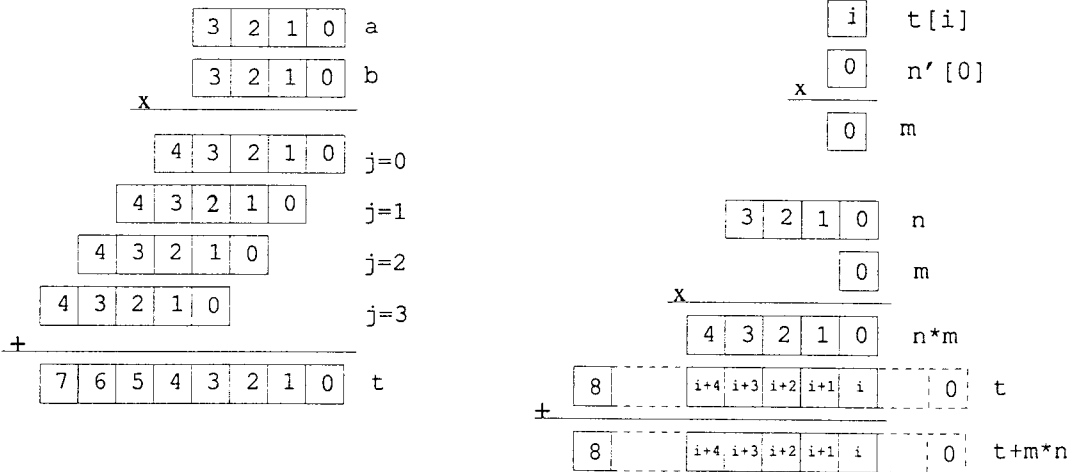 3 2 1 0 a
3 2 1 0 b
x
4 3 2 1 0 j=0
4 3 2 1 0 j=1
4 3 2 1 0 j=2
4 3 2 1 0 j=3
+
7 6 5 4 3 2 1 0 t
i t[i]
0 n'[0]
x
0 m
3 2 1 0 n
0 m
x
4 3 2 1 0 n*m
8 i+4 i+3 i+2 i+1 i 0 t
+
8 i+4 i+3 i+2 i+1 i 0 t+m*n